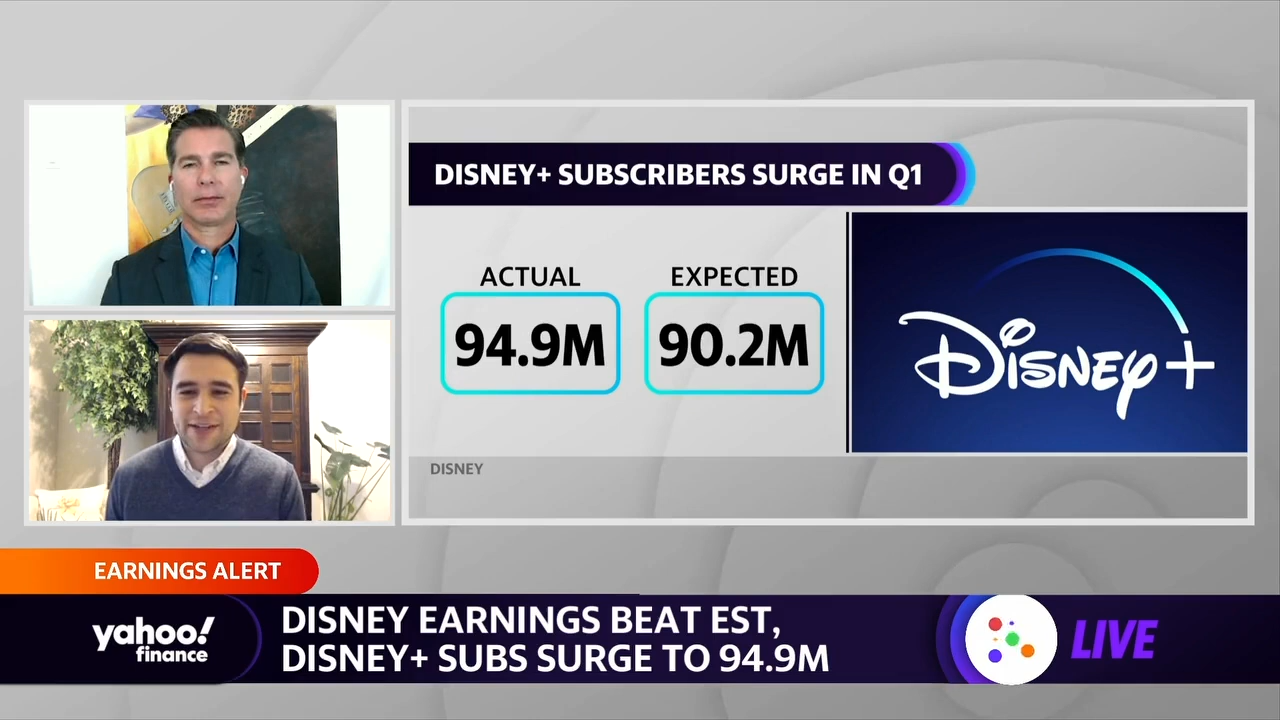 DISNEY+ SUBSCRIBERS SURGE IN Q1
ACTUAL
EXPECTED
94.9M
90.2M
Disney+
DISNEY
EARNINGS ALERT
yahoo!
finance
DISNEY EARNINGS BEAT EST,
DISNEY+ SUBS SURGE TO 94.9M
LIVE